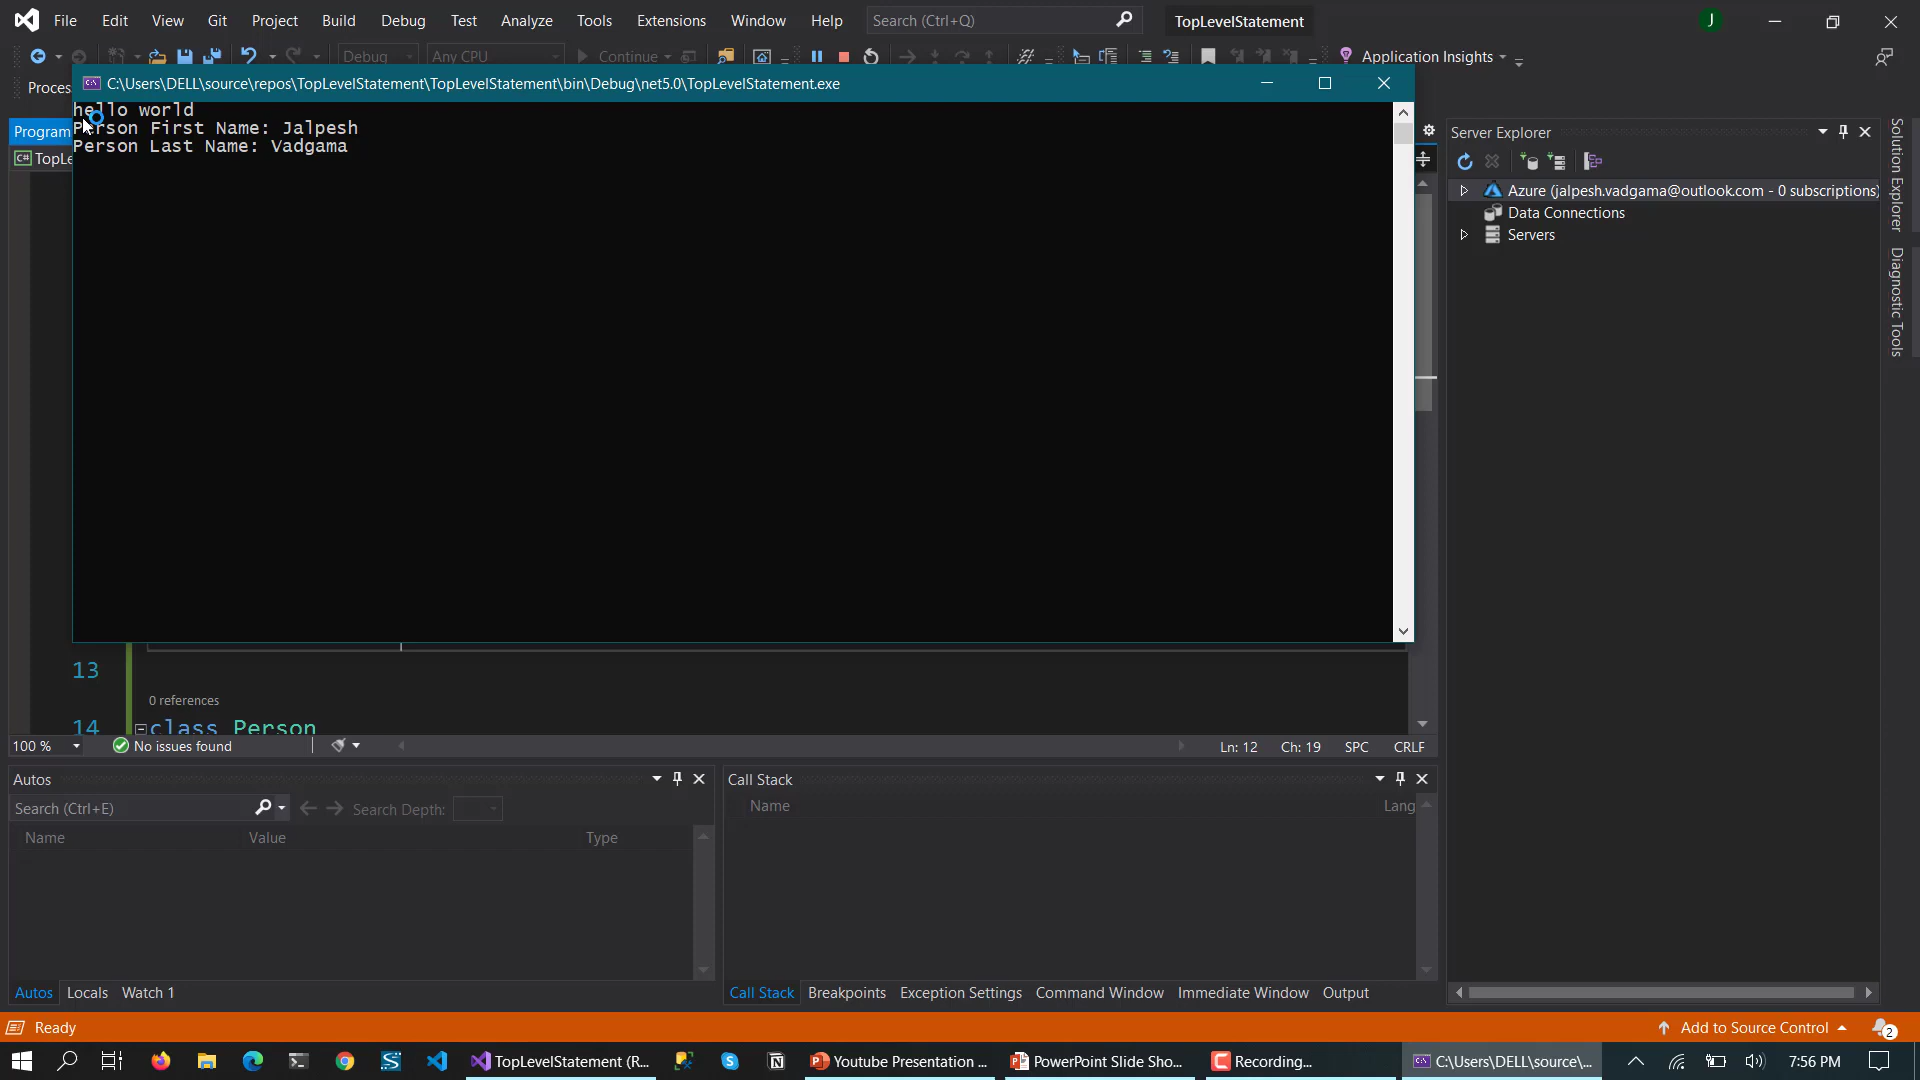 File Edit View Git Project Build Debug Test Analyze Tools Extensions Window Help Search (Ctrl+Q) TopLevelStatement J
Debug Any CPU Continue Application Insights
Proces
C:\Users\DELL\source\repos\TopLevelStatement\TopLevelStatement\bin\Debug\net5.0\TopLevelStatement.exe
hello world
Person First Name: Jalpesh
Person Last Name: Vadgama
Program
C# TopLe
Server Explorer
Azure (jalpesh.vadgama@outlook.com - 0 subscriptions)
Data Connections
Servers
Solution Explorer
Diagnostic Tools
13
0 references
14 class Person
100 % No issues found Ln: 12 Ch: 19 SPC CRLF
Autos
Search (Ctrl+E) Search Depth:
Name Value Type
Call Stack
Name Lang
Autos Locals Watch 1
Call Stack Breakpoints Exception Settings Command Window Immediate Window Output
Ready Add to Source Control 2
TopLevelStatement (R... Youtube Presentation ... PowerPoint Slide Sho... Recording... C:\Users\DELL\source\... 7:56 PM